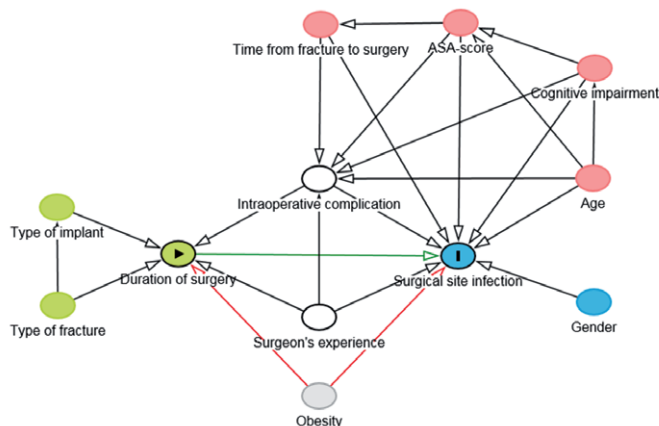 Time from fracture to surgery
ASA-score
Cognitive impairment
Intraoperative complication
Age
Type of implant
Duration of surgery
Surgical site infection
Type of fracture
Surgeon's experience
Gender
Obesity